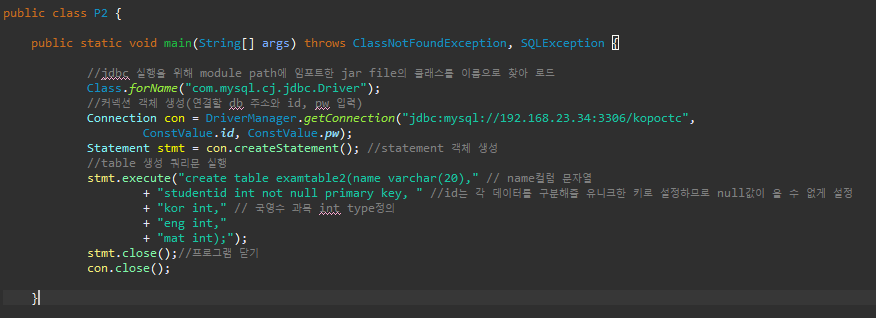 public class P2 {
public static void main(String[] args) throws ClassNotFoundException, SQLException {
//jdbc 실행을 위해 module path에 임포트한 jar file의 클래스를 이름으로 찾아 로드
Class.forName("com.mysql.cj.jdbc.Driver");
//커넥션 객체 생성(연결할 db 주소와 id, pw 입력)
Connection con = DriverManager.getConnection("jdbc:mysql://192.168.23.34:3306/kopoctc",
ConstValue.id, ConstValue.pw);
Statement stmt = con.createStatement(); //statement 객체 생성
//table 생성 쿼리문 실행
stmt.execute("create table examtable2(name varchar(20)," // name컬럼 문자열
+ "studentid int not null primary key, " //id는 각 데이터를 구분해줄 유니크한 키로 설정하므로 null값이 올 수 없게 설정
+ "kor int," // 국영수 과목 int type정의
+ "eng int,"
+ "mat int);");
stmt.close();//프로그램 닫기
con.close();
}